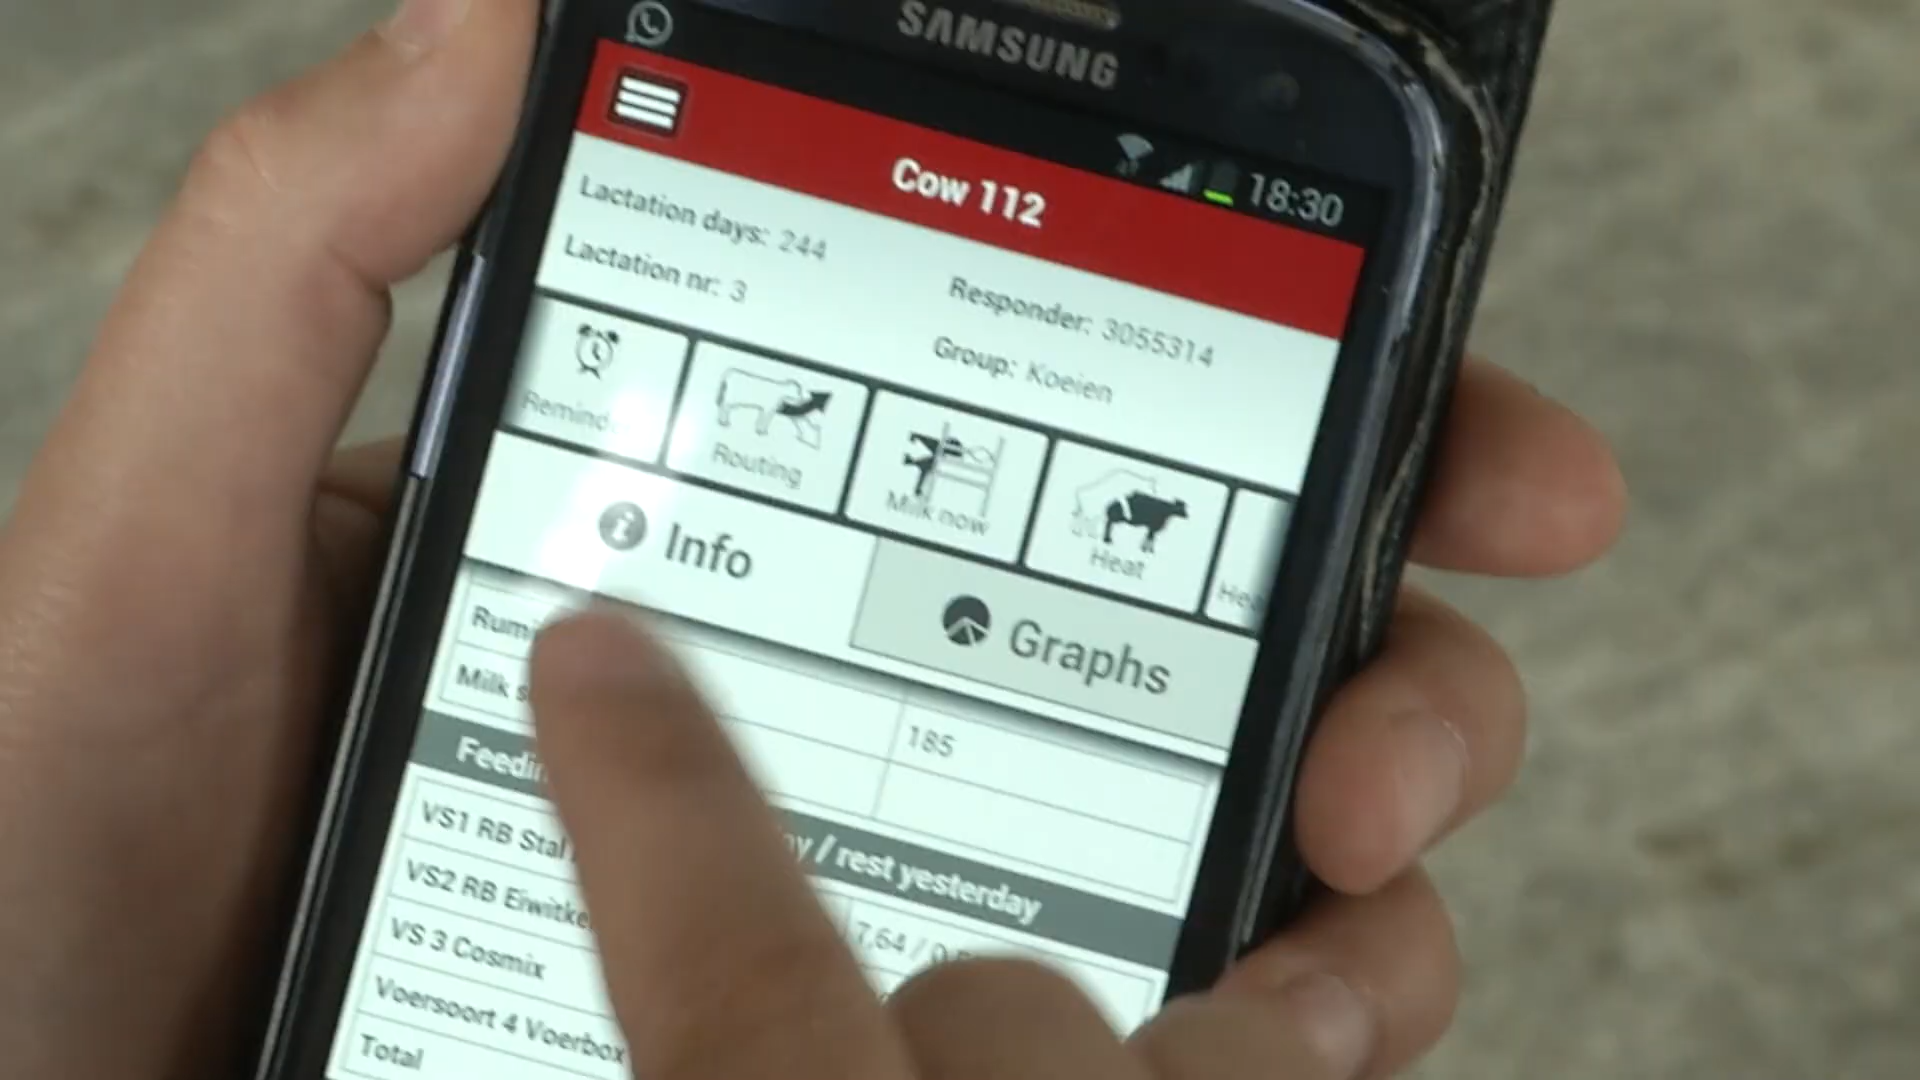 SAMSUNG
18:30
Cow 112
Lactation days: 244
Lactation nr: 3
Responder: 3055314
Group: Koeien
Routing
Milk now
Heat
Info
Graphs
Milk
185
/ rest yesterday
VS1 RB Stal
VS2 RB
7,64 /
VS 3 Cosmix
Voersoort 4 Voerbox
Total